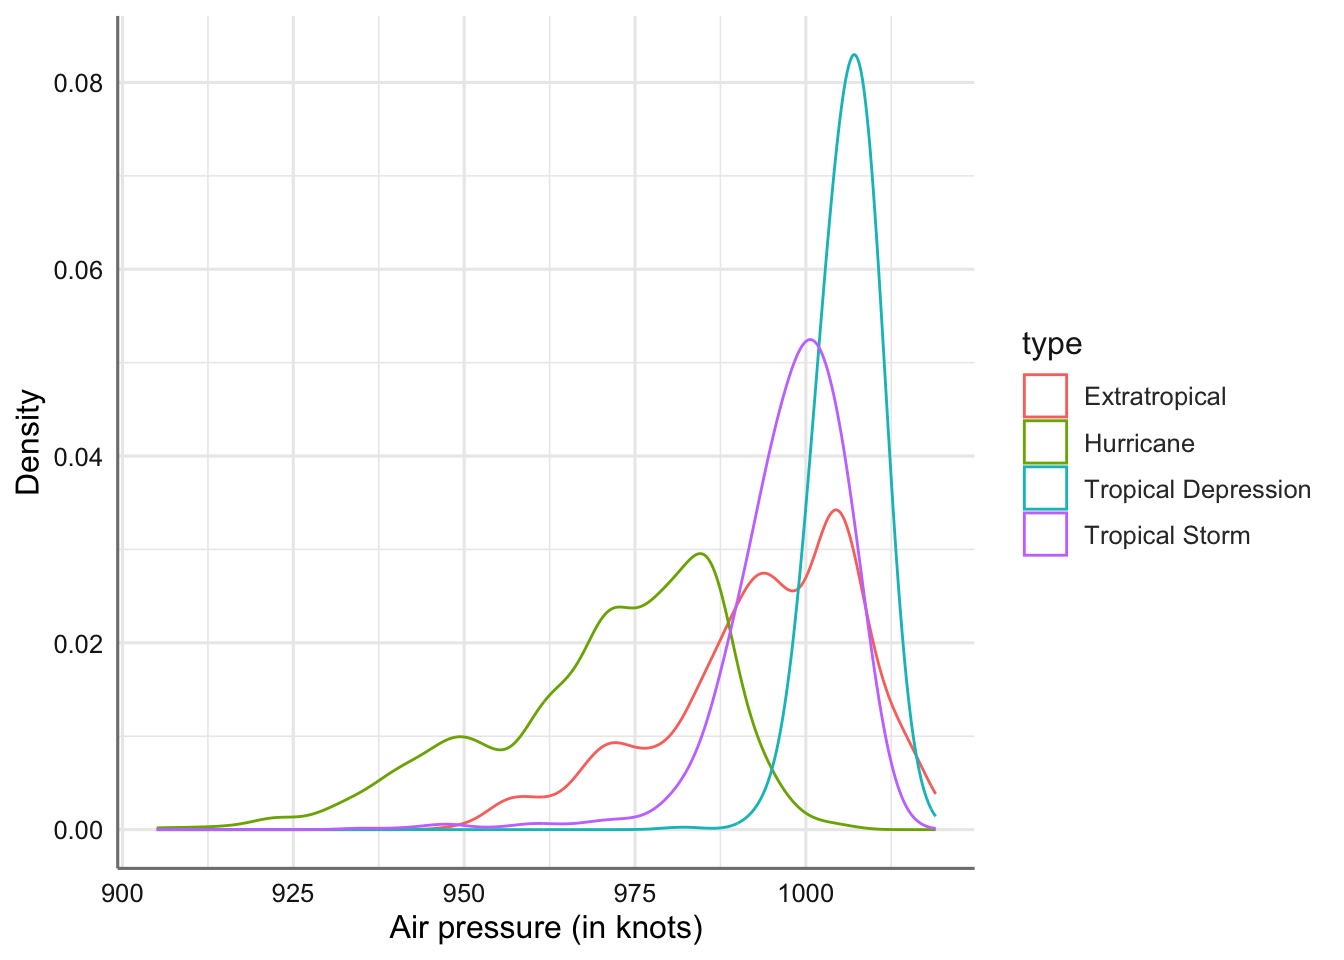 0.08
0.06
0.04
0.02
0.00
Density
900
925
950
975
1000
Air pressure (in knots)
type
Extratropical
Hurricane
Tropical Depression
Tropical Storm